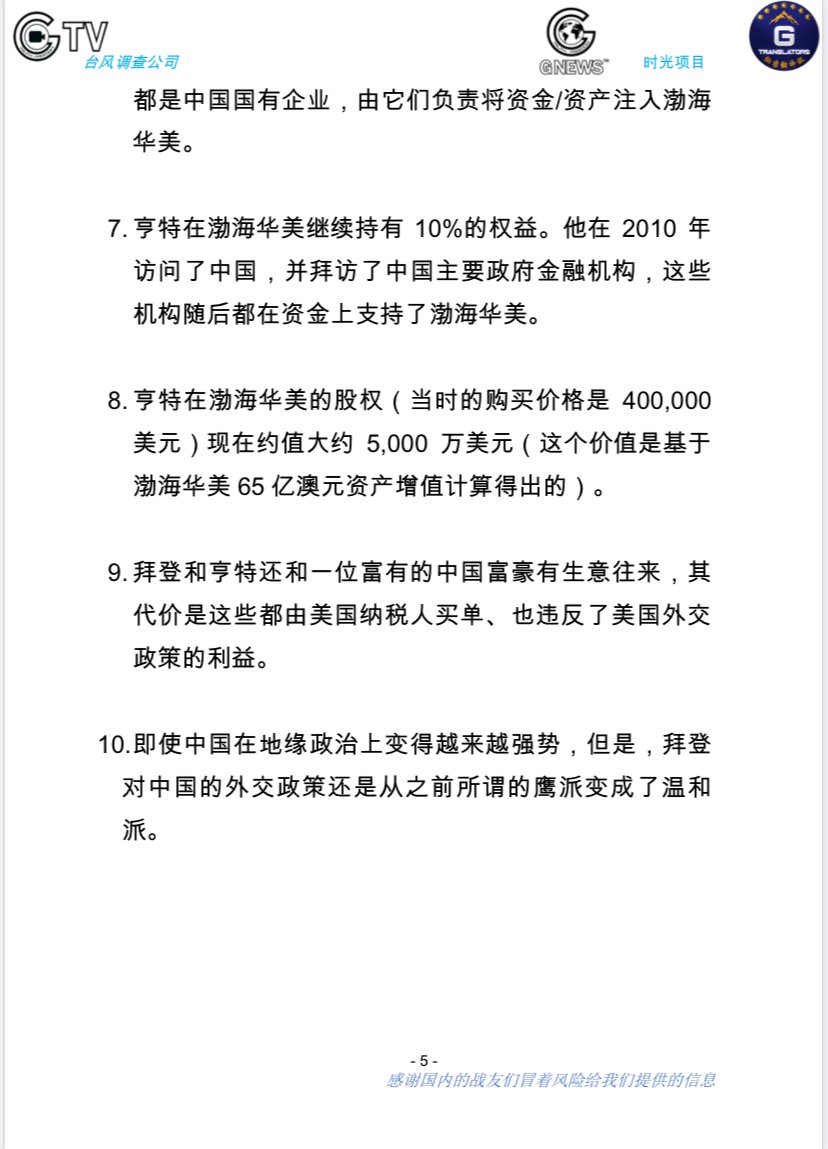 GTV
台风调查公司
GNEWS™
时光项目
G
TRANSLATORS
都是中国国有企业，由它们负责将资金/资产注入渤海
华美。
7. 亨特在渤海华美继续持有 10%的权益。他在 2010 年
访问了中国，并拜访了中国主要政府金融机构，这些
机构随后都在资金上支持了渤海华美。
8. 亨特在渤海华美的股权（当时的购买价格是 400,000
美元）现在约值大约 5,000 万美元（这个价值是基于
渤海华美 65 亿澳元资产增值计算得出的）。
9. 拜登和亨特还和一位富有的中国富豪有生意往来，其
代价是这些都由美国纳税人买单、也违反了美国外交
政策的利益。
10.即使中国在地缘政治上变得越来越强势，但是，拜登
对中国的外交政策还是从之前所谓的鹰派变成了温和
派。
- 5 -
感谢国内的战友们冒着风险给我们提供的信息